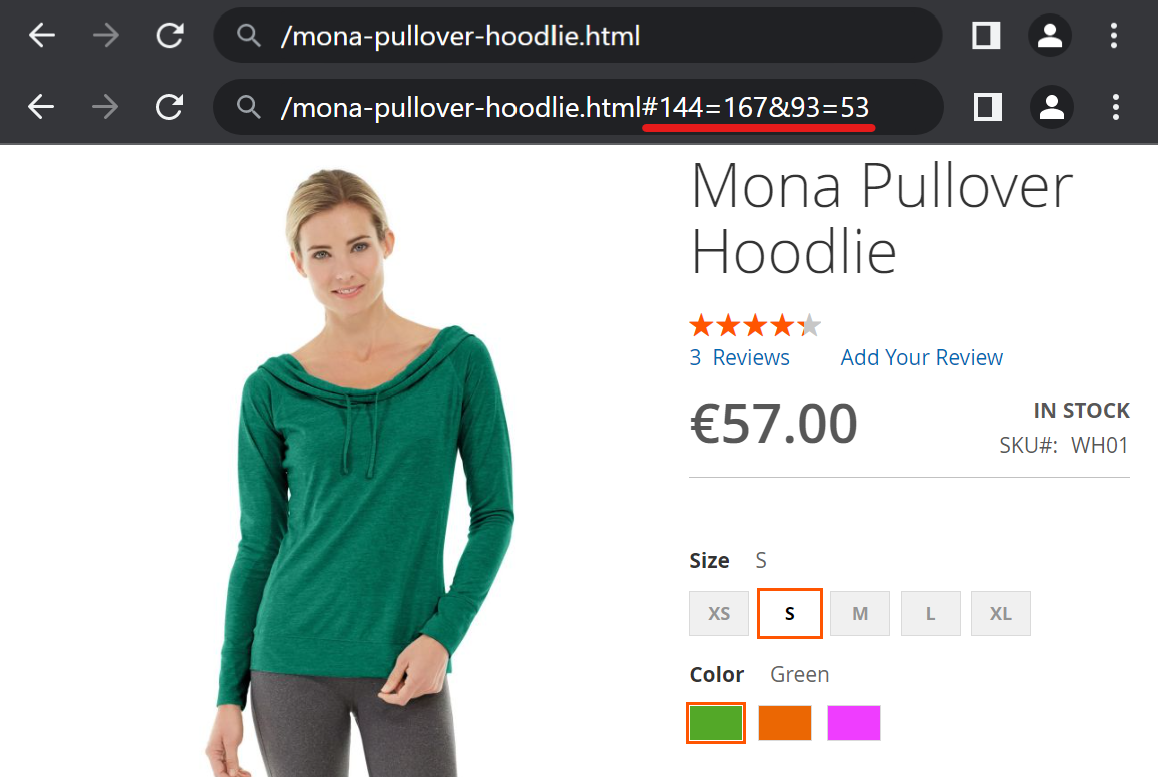 /mona-pullover-hoodlie.html
/mona-pullover-hoodlie.html#144=167&93=53
Mona Pullover
Hoodlie
3 Reviews Add Your Review
€57.00
IN STOCK
SKU#: WH01
Size S
XS S M L XL
Color Green